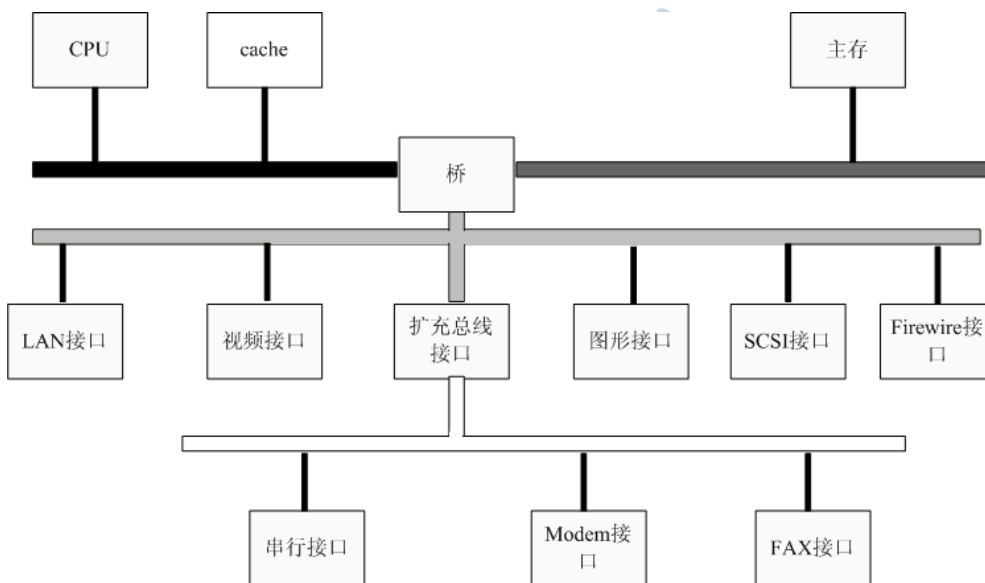 CPU
cache
主存
桥
LAN接口
视频接口
扩充总线
接口
图形接口
SCSI接口
Firewire接
口
串行接口
Modem接
口
FAX接口